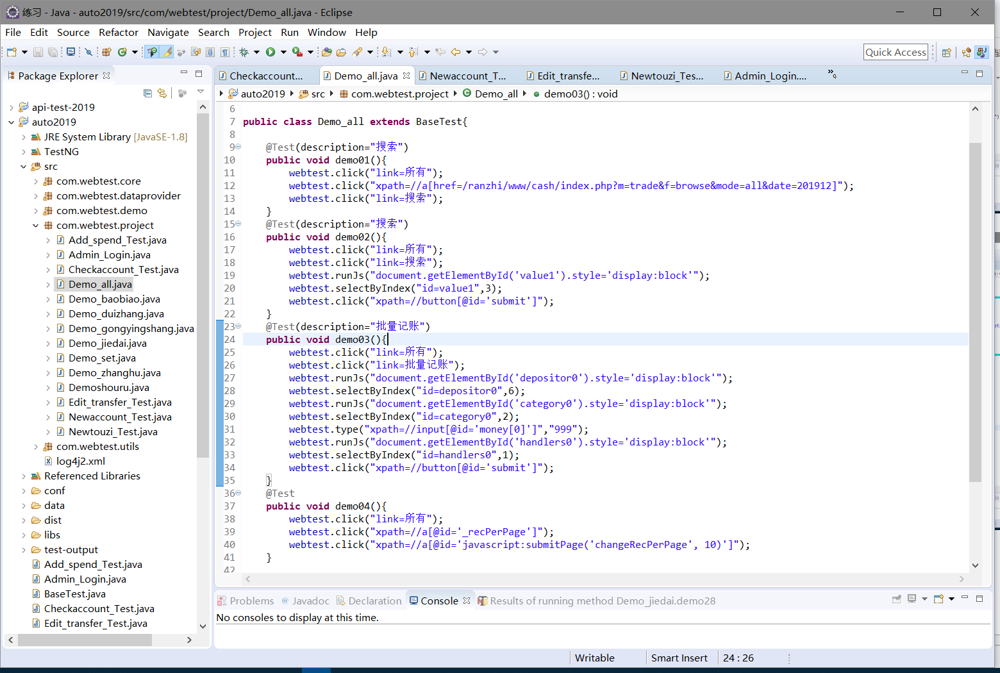 练习 - Java - auto2019/src/com/webtest/project/Demo_all.java - Eclipse
File Edit Source Refactor Navigate Search Project Run Window Help
Quick Access
Package Explorer
api-test-2019
auto2019
JRE System Library [JavaSE-1.8]
TestNG
src
com.webtest.core
com.webtest.dataprovider
com.webtest.demo
com.webtest.project
Add_spend_Test.java
Admin_Login.java
Checkaccount_Test.java
Demo_all.java
Demo_baobiao.java
Demo_duizhang.java
Demo_gongyingshang.java
Demo_jiedai.java
Demo_set.java
Demo_zhanghu.java
Demoshouru.java
Edit_transfer_Test.java
Newaccount_Test.java
Newtouzi_Test.java
com.webtest.utils
log4j2.xml
Referenced Libraries
conf
data
dist
libs
test-output
Add_spend_Test.java
Admin_Login.java
BaseTest.java
Checkaccount_Test.java
Edit_transfer_Test.java
Checkaccount... Demo_all.java Newaccount_T... Edit_transfe... Newtouzi_Tes... Admin_Login.... »9
auto2019 src com.webtest.project Demo_all demo03() : void
6
7 public class Demo_all extends BaseTest{
8
9 @Test(description="搜索")
10 public void demo01(){
11 webtest.click("link=所有");
12 webtest.click("xpath=//a[href=/ranzhi/www/cash/index.php?m=trade&f=browse&mode=all&date=201912]");
13 webtest.click("link=搜索");
14 }
15 @Test(description="搜索")
16 public void demo02(){
17 webtest.click("link=所有");
18 webtest.click("link=搜索");
19 webtest.runJs("document.getElementById('value1').style='display:block'");
20 webtest.selectByIndex("id=value1",3);
21 webtest.click("xpath=//button[@id='submit']");
22 }
23 @Test(description="批量记账")
24 public void demo03(){
25 webtest.click("link=所有");
26 webtest.click("link=批量记账");
27 webtest.runJs("document.getElementById('depositor0').style='display:block'");
28 webtest.selectByIndex("id=depositor0",6);
29 webtest.runJs("document.getElementById('category0').style='display:block'");
30 webtest.selectByIndex("id=category0",2);
31 webtest.type("xpath=//input[@id='money[0]']","999");
32 webtest.runJs("document.getElementById('handlers0').style='display:block'");
33 webtest.selectByIndex("id=handlers0",1);
34 webtest.click("xpath=//button[@id='submit']");
35 }
36 @Test
37 public void demo04(){
38 webtest.click("link=所有");
39 webtest.click("xpath=//a[@id='_recPerPage']");
40 webtest.click("xpath=//a[@id='javascript:submitPage('changeRecPerPage', 10)']");
41 }
42
Problems @ Javadoc Declaration Console Results of running method Demo_jiedai.demo28
No consoles to display at this time.
Writable Smart Insert 24 : 26